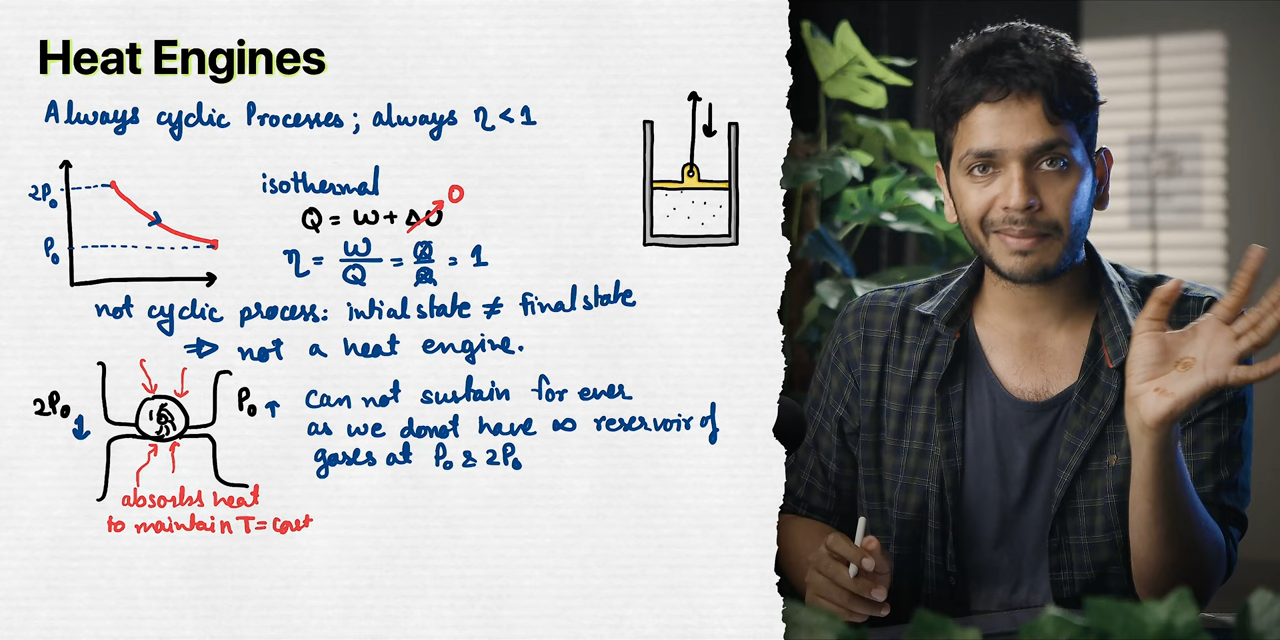 Heat Engines
Always cyclic Processes; always η < 1
2P₀
P₀
isothermal
Q = W + ΔU 0
η = W/Q = Q/Q = 1
not cyclic process: intial state ≠ final state
⇒ not a heat engine.
2P₀ ↓
P₀ ↑
can not sustain for ever
as we donot have ∞ reservoir of
gases at P₀ & 2P₀
absorbs heat
to maintain T = const